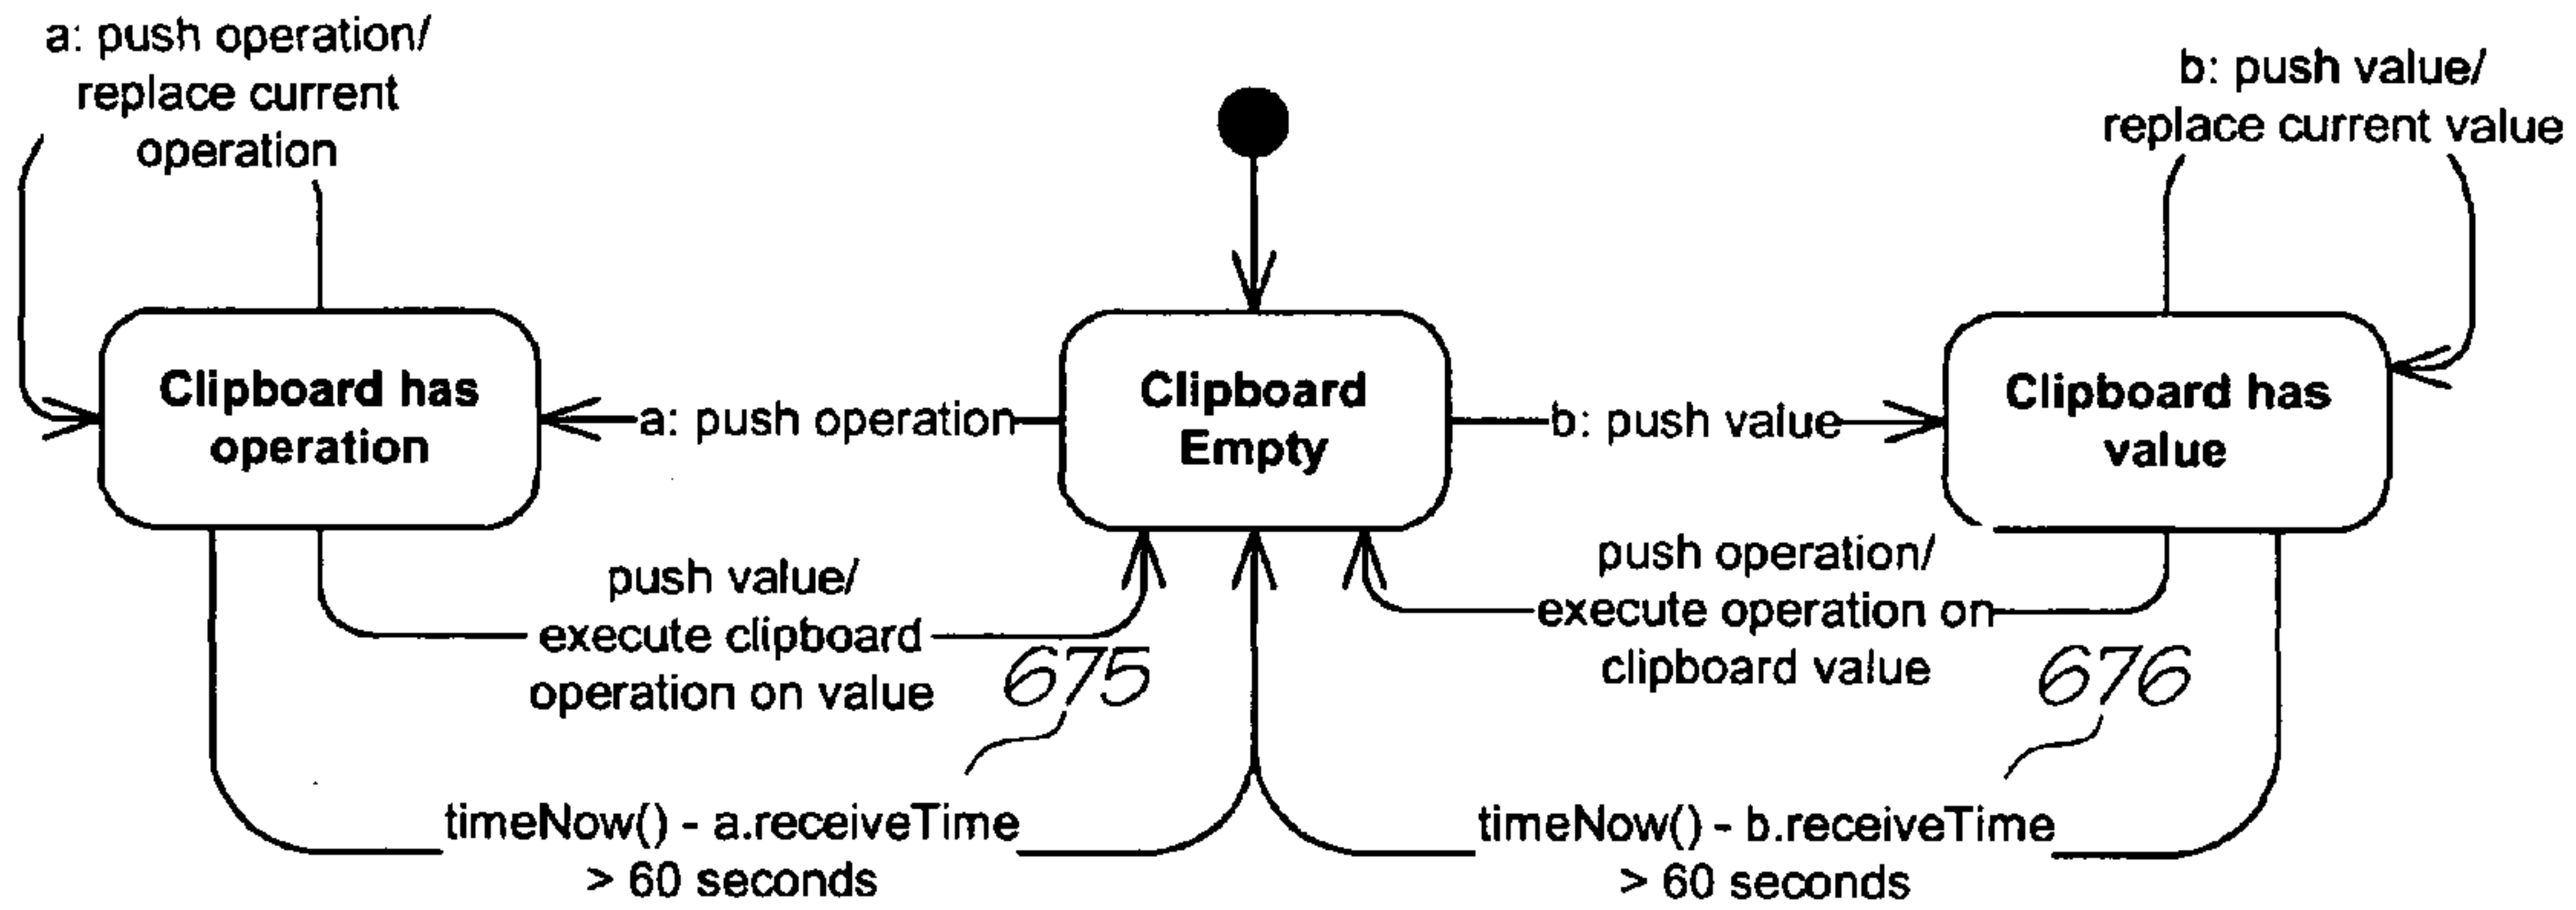 a: push operation/
replace current
operation
b: push value/
replace current value
Clipboard has
operation
a: push operation
Clipboard
Empty
b: push value
Clipboard has
value
push value/
execute clipboard
operation on value
675
push operation/
execute operation on
clipboard value
676
timeNow() - a.receiveTime
> 60 seconds
timeNow() - b.receiveTime
> 60 seconds